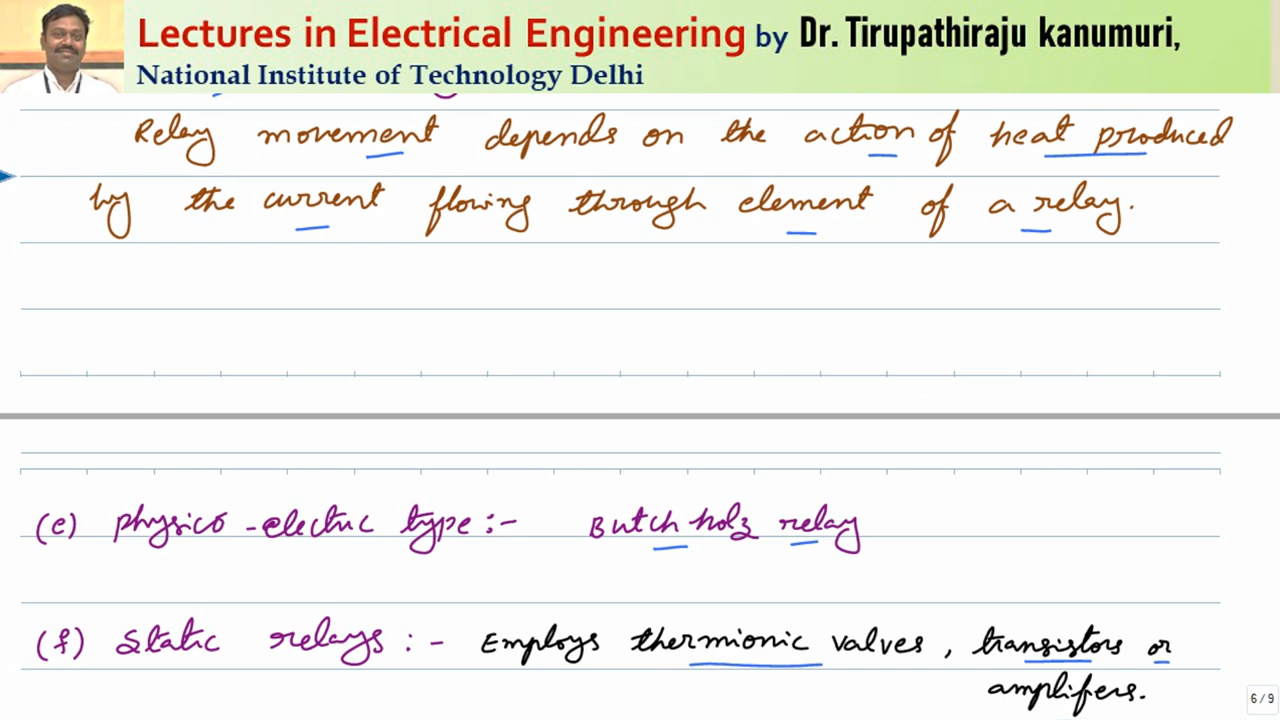 Lectures in Electrical Engineering by Dr. Tirupathiraju kanumuri,
National Institute of Technology Delhi
Relay movement depends on the action of heat produced
by the current flowing through element of a relay.
(e) physico-electric type :- Butchholz relay
(f) Static relays :- Employs thermionic valves, transistors or
amplifers.
6 / 9